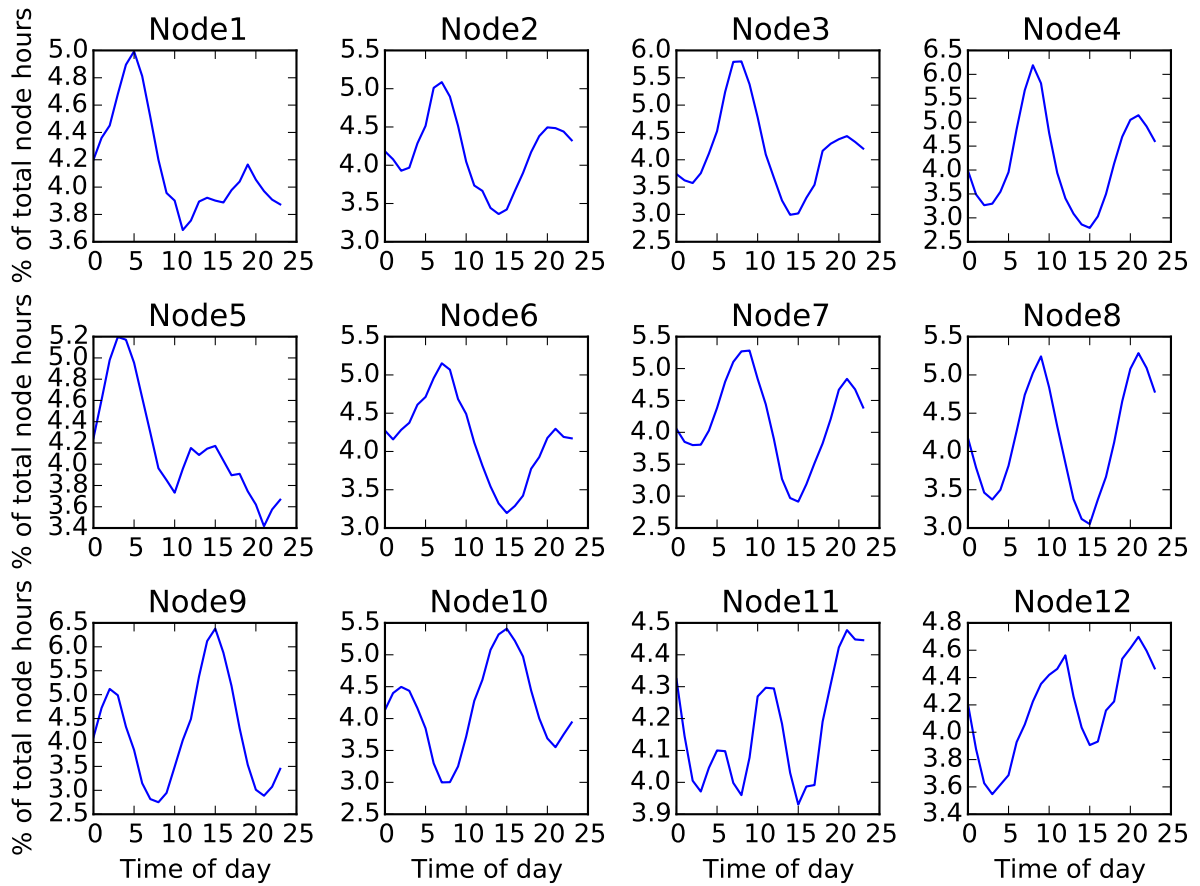 Node1 Node2 Node3 Node4
% of total node hours
5.0 4.8 4.6 4.4 4.2 4.0 3.8 3.6
0 5 10 15 20 25
5.5 5.0 4.5 4.0 3.5 3.0
0 5 10 15 20 25
6.0 5.5 5.0 4.5 4.0 3.5 3.0 2.5
0 5 10 15 20 25
6.5 6.0 5.5 5.0 4.5 4.0 3.5 3.0 2.5
0 5 10 15 20 25
Node5 Node6 Node7 Node8
% of total node hours
5.2 5.0 4.8 4.6 4.4 4.2 4.0 3.8 3.6 3.4
0 5 10 15 20 25
5.5 5.0 4.5 4.0 3.5 3.0
0 5 10 15 20 25
5.5 5.0 4.5 4.0 3.5 3.0 2.5
0 5 10 15 20 25
5.5 5.0 4.5 4.0 3.5 3.0
0 5 10 15 20 25
Node9 Node10 Node11 Node12
% of total node hours
6.5 6.0 5.5 5.0 4.5 4.0 3.5 3.0 2.5
0 5 10 15 20 25
5.5 5.0 4.5 4.0 3.5 3.0 2.5
0 5 10 15 20 25
4.5 4.4 4.3 4.2 4.1 4.0 3.9
0 5 10 15 20 25
4.8 4.6 4.4 4.2 4.0 3.8 3.6 3.4
0 5 10 15 20 25
Time of day Time of day Time of day Time of day